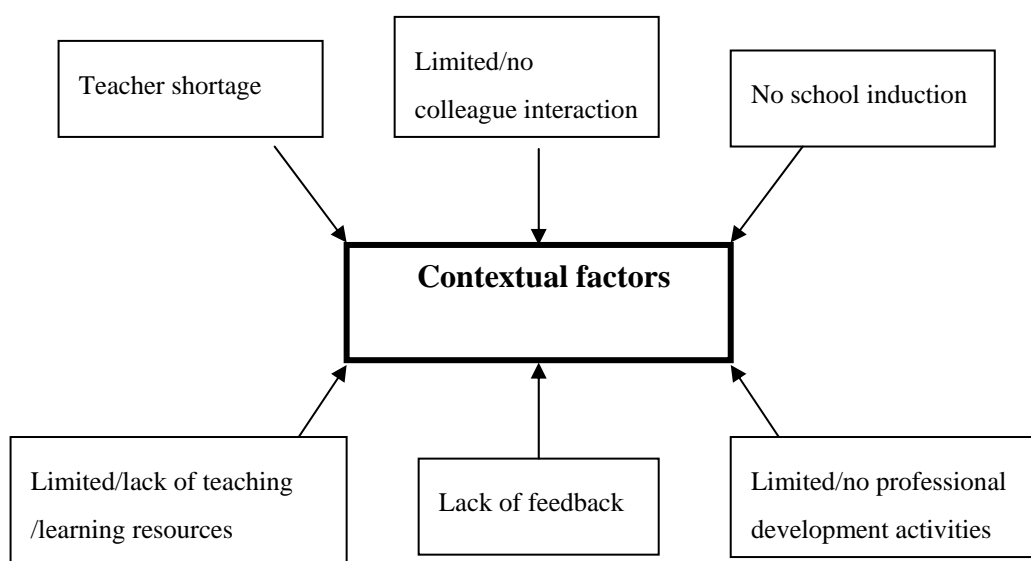 Teacher shortage
Limited/no
colleague interaction
No school induction
Contextual factors
Limited/lack of teaching
/learning resources
Lack of feedback
Limited/no professional
development activities